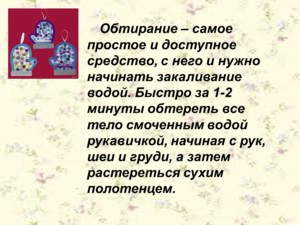 Обтирание – самое
простое и доступное
средство, с него и нужно
начинать закаливание
водой. Быстро за 1-2
минуты обтереть все
тело смоченным водой
рукавичкой, начиная с рук,
шеи и груди, а затем
растереться сухим
полотенцем.